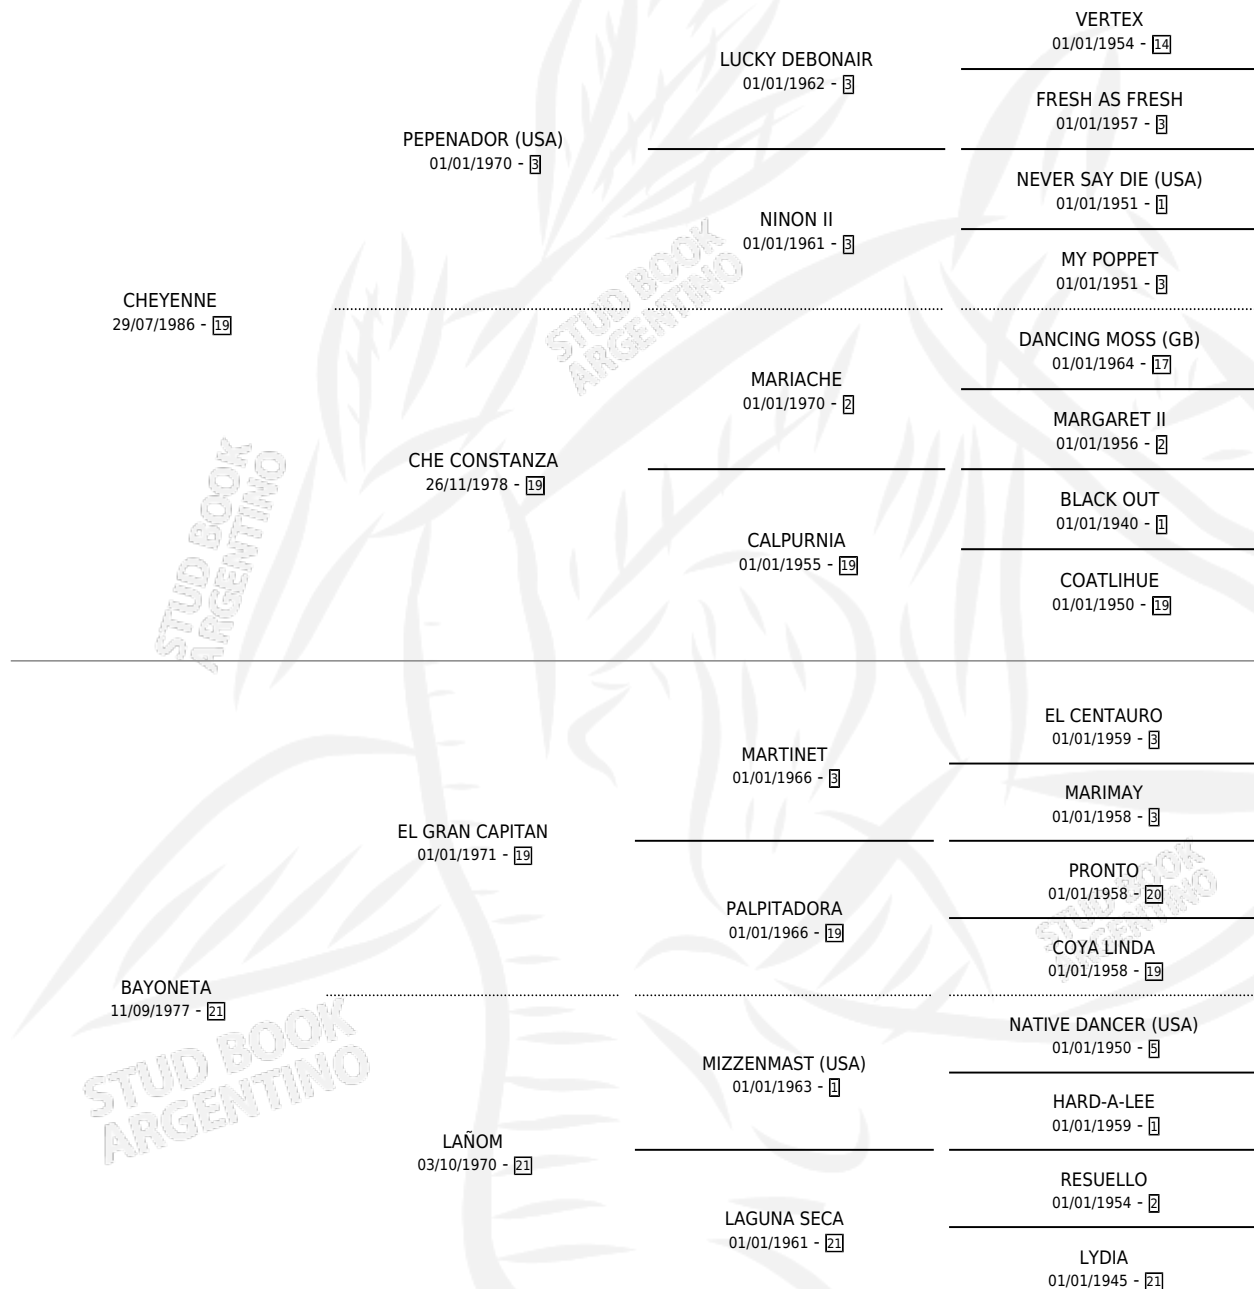 VERTEX
01/01/1954 - 14
LUCKY DEBONAIR
01/01/1962 - 3
FRESH AS FRESH
01/01/1957 - 3
PEPENADOR (USA)
01/01/1970 - 3
NEVER SAY DIE (USA)
01/01/1951 - 1
NINON II
01/01/1961 - 3
MY POPPET
01/01/1951 - 3
CHEYENNE
29/07/1986 - 19
DANCING MOSS (GB)
01/01/1964 - 17
MARIACHE
01/01/1970 - 2
MARGARET II
01/01/1956 - 2
CHE CONSTANZA
26/11/1978 - 19
BLACK OUT
01/01/1940 - 1
CALPURNIA
01/01/1955 - 19
COATLIHUE
01/01/1950 - 19
EL CENTAURO
01/01/1959 - 3
MARTINET
01/01/1966 - 3
MARIMAY
01/01/1958 - 3
EL GRAN CAPITAN
01/01/1971 - 19
PRONTO
01/01/1958 - 20
PALPITADORA
01/01/1966 - 19
COYA LINDA
01/01/1958 - 19
BAYONETA
11/09/1977 - 21
NATIVE DANCER (USA)
01/01/1950 - 5
MIZZENMAST (USA)
01/01/1963 - 1
HARD-A-LEE
01/01/1959 - 1
LAÑOM
03/10/1970 - 21
RESUELLO
01/01/1954 - 2
LAGUNA SECA
01/01/1961 - 21
LYDIA
01/01/1945 - 21
STUD BOOK
ARGENTINO
STUD BOOK
ARGENTINO
STUD BOOK
ARGENTINO
STUD BOOK
ARGENTINO